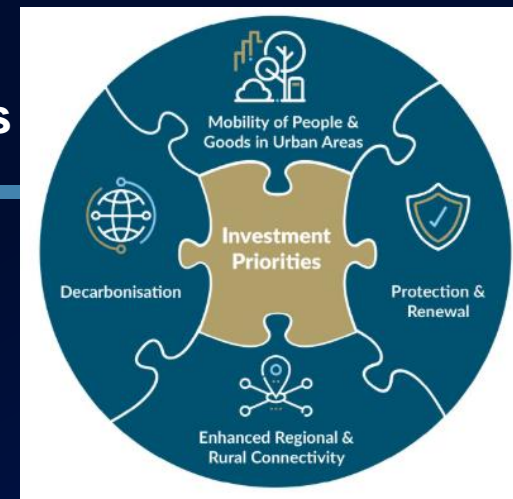 s
Mobility of People &
Goods in Urban Areas
Investment
Priorities
Decarbonisation
Protection &
Renewal
Enhanced Regional &
Rural Connectivity